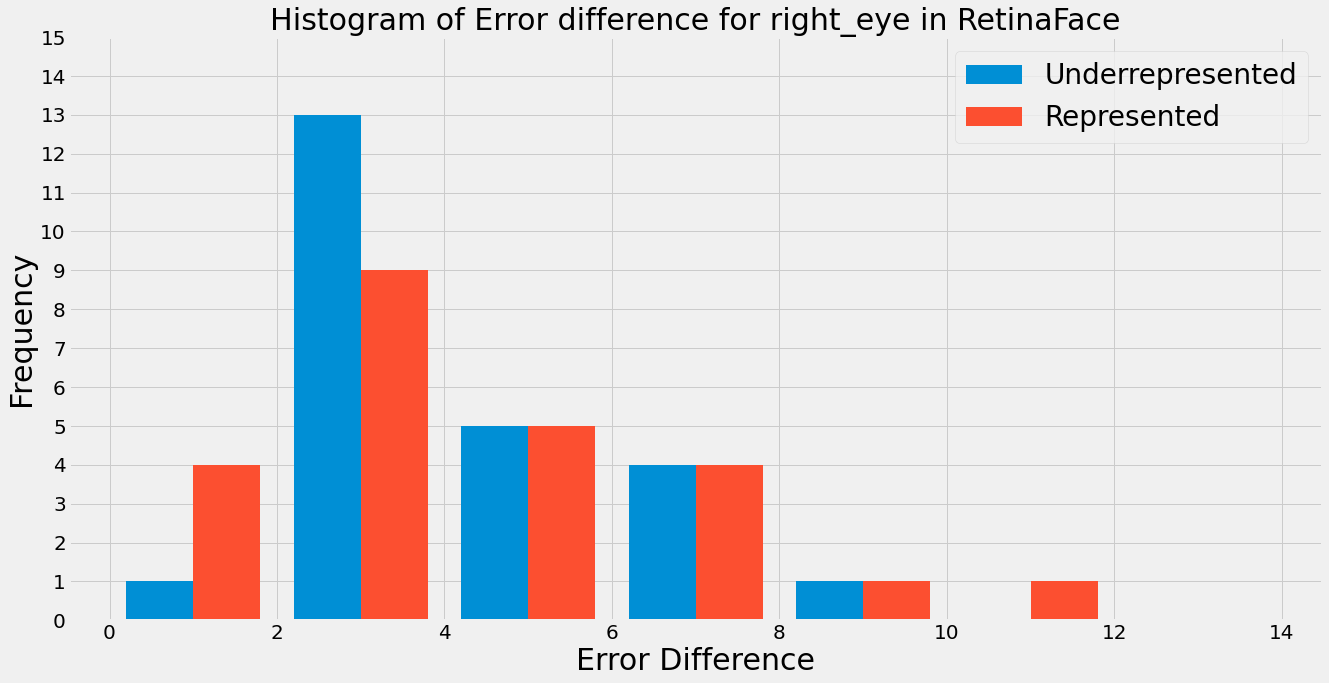 Histogram of Error difference for right_eye in RetinaFace
15
14
13
12
11
10
9
8
7
6
5
4
3
2
1
0
Frequency
Underrepresented
Represented
0 2 4 6 8 10 12 14
Error Difference